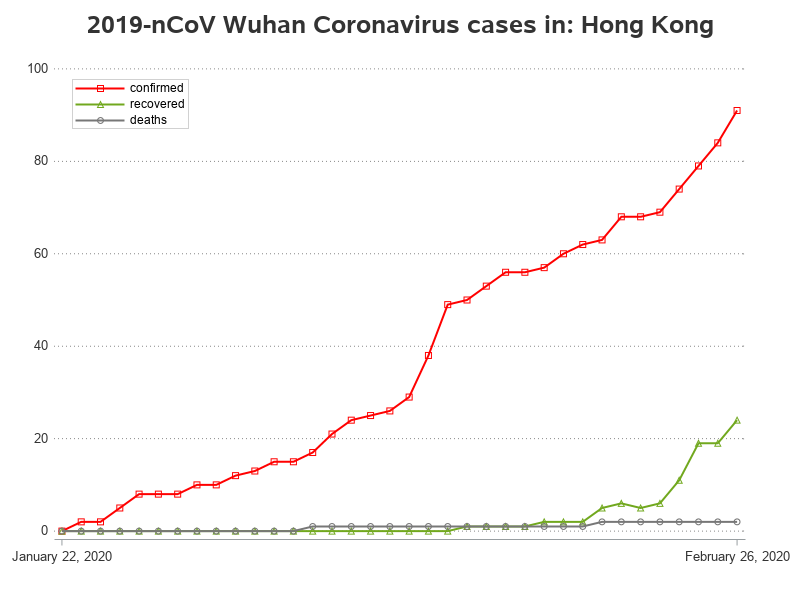 2019-nCoV Wuhan Coronavirus cases in: Hong Kong
100
confirmed
recovered
deaths
80
60
40
20
0
January 22, 2020
February 26, 2020